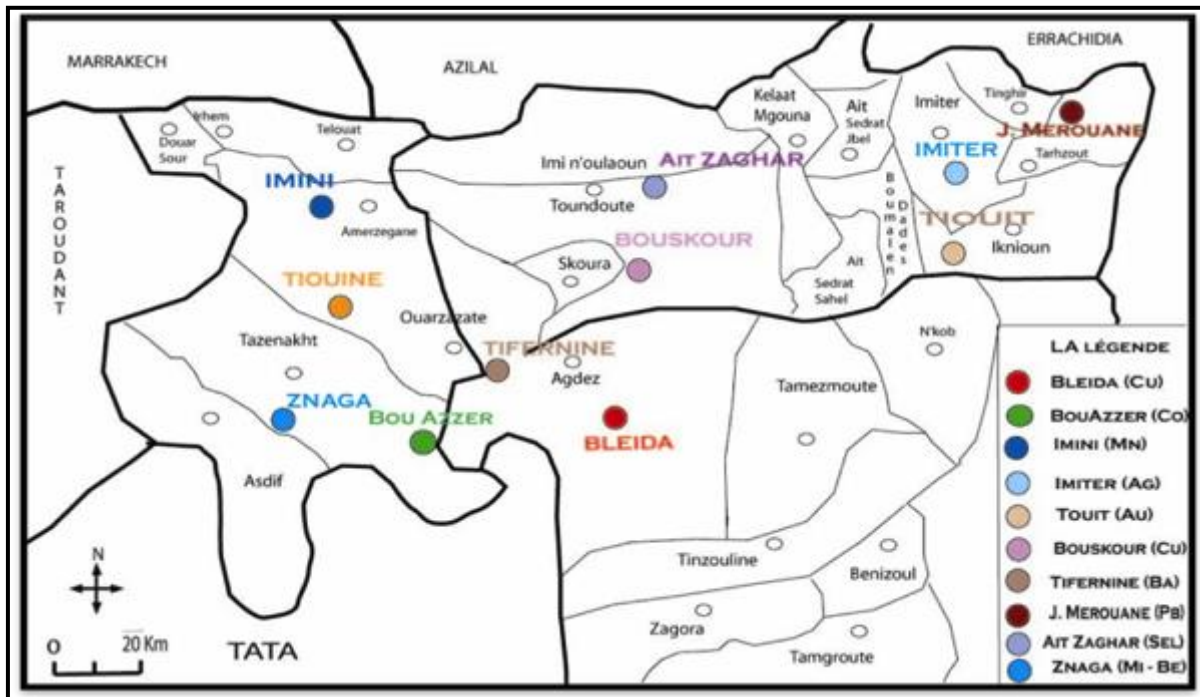 MARRAKECH
AZILAL
ERRACHIDIA
Irhem
Douar
Sour
Telouat
Kelaat
Mgouna
Ait
Sedrat
Jbel
Imiter
Tinghir
J. MEROUANE
IMINI
Imi n'oulaoun
AIT ZAGHAR
IMITER
Tarhzout
TAROUDANT
Amerzegane
Toundoute
Boumalen
Dades
TIOUIT
BOUSKOUR
Iknioun
Skoura
Ait
Sedrat
Sahel
TIOUINE
Ouarzazate
Tazenakht
TIFERNINE
Agdez
N'kob
Tamezmoute
ZNAGA
BOU AZZER
BLEIDA
Asdif
Tinzouline
Benizoul
Zagora
Tamgroute
N
0 20 Km
TATA
LA LÉGENDE
BLEIDA (CU)
BOUAZZER (CO)
IMINI (MN)
IMITER (AG)
TOUIT (AU)
BOUSKOUR (CU)
TIFERNINE (BA)
J. MEROUANE (PB)
AIT ZAGHAR (SEL)
ZNAGA (MI - BE)